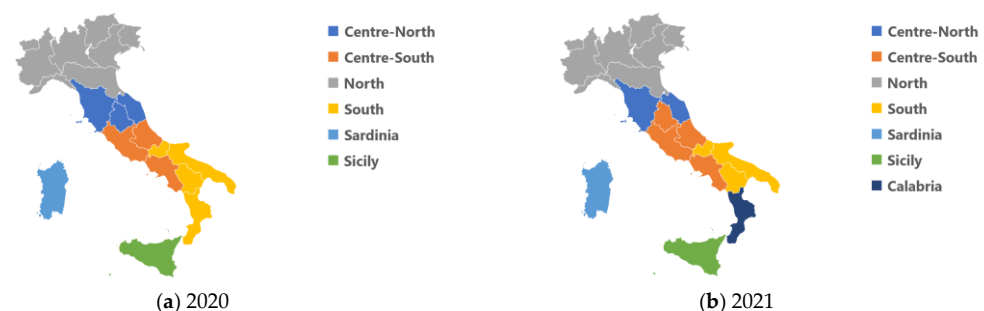 Centre-North
Centre-South
North
South
Sardinia
Sicily
(a) 2020
Centre-North
Centre-South
North
South
Sardinia
Sicily
Calabria
(b) 2021